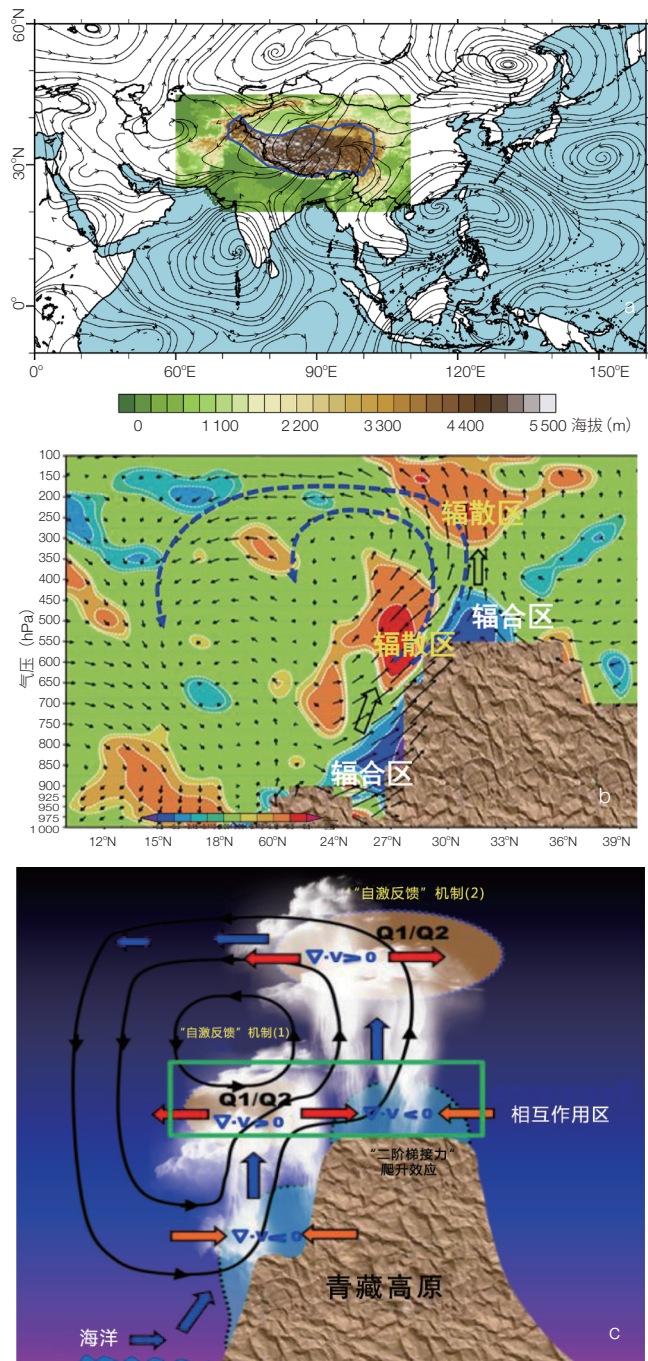 60°N
30°N
0°
a
0°
60°E
90°E
120°E
150°E
0
1 100
2 200
3 300
4 400
5 500 海拔 (m)
气压 (hPa)
100
150
200
250
300
350
400
450
500
550
600
650
700
750
800
850
900
925
950
975
1 000
辐散区
辐合区
辐散区
辐合区
b
12°N
15°N
18°N
60°N
24°N
27°N
30°N
33°N
36°N
39°N
“自激反馈”机制(2)
Q1/Q2
∇·V> 0
“自激反馈”机制(1)
Q1/Q2
∇·V> 0
∇·V< 0
相互作用区
“二阶梯接力”
爬升效应
∇·V< 0
青藏高原
海洋
c